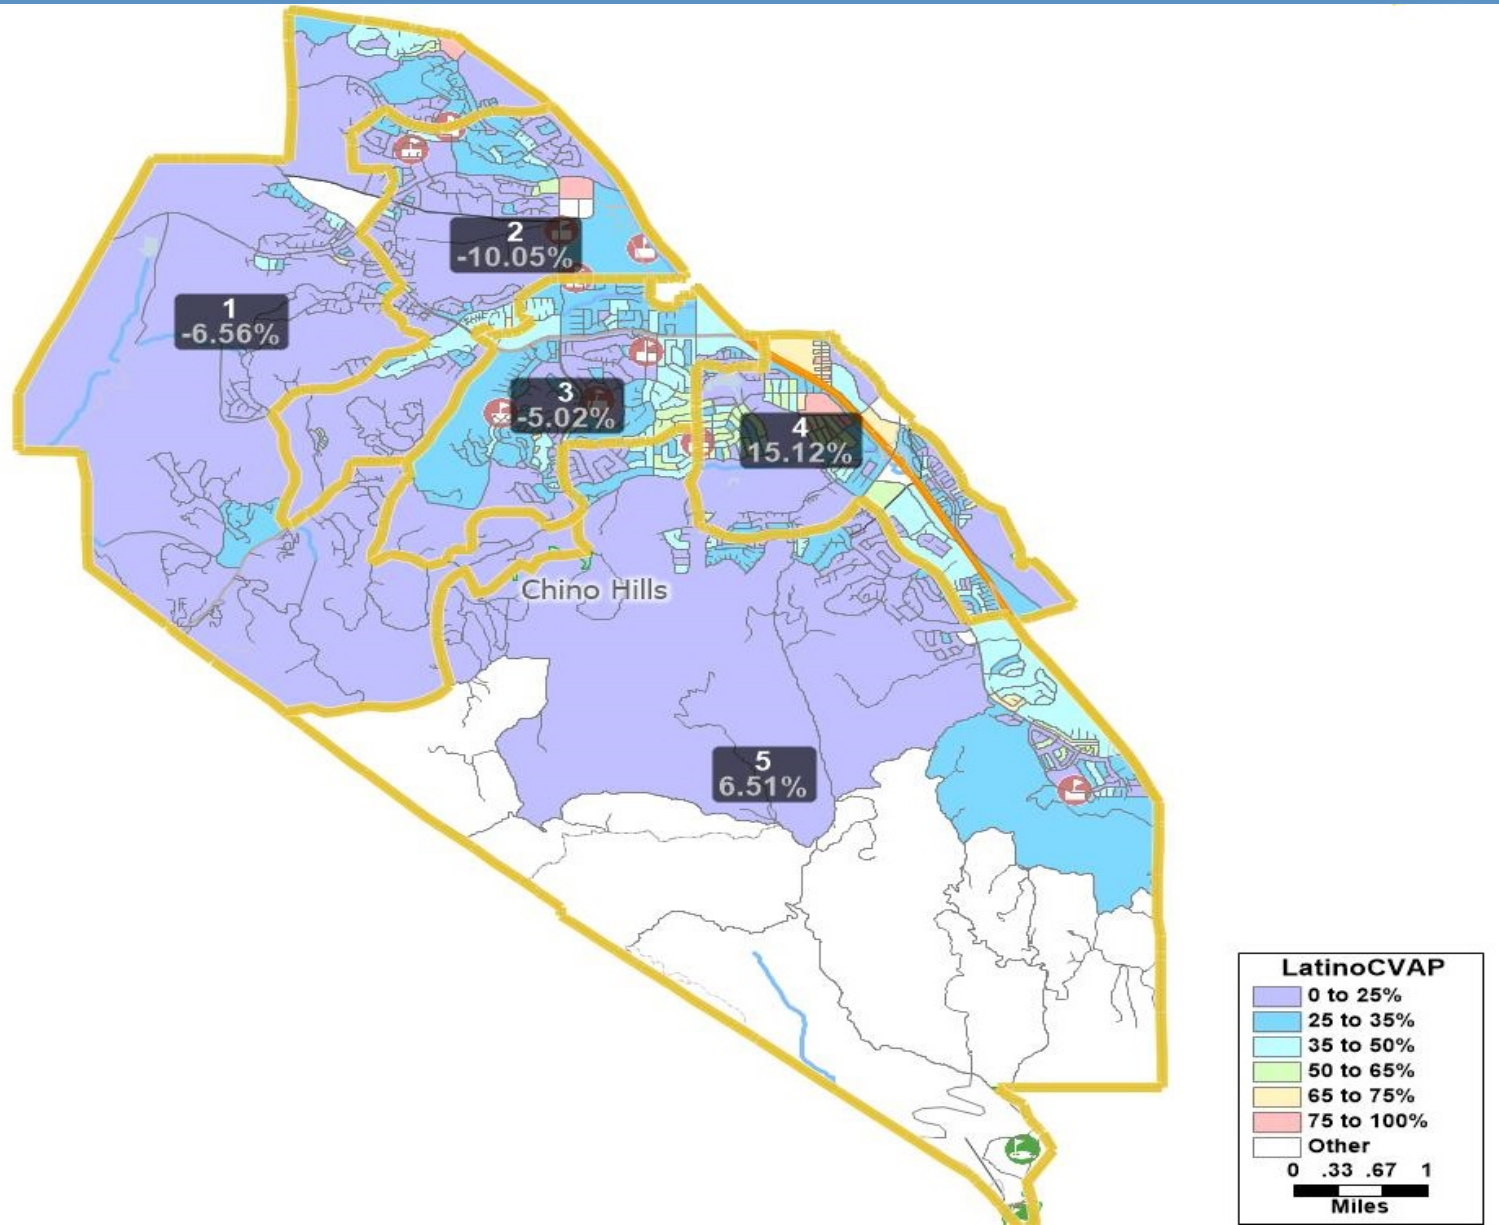 2
-10.05%
1
-6.56%
3
-5.02%
4
15.12%
Chino Hills
5
6.51%
LatinoCVAP
0 to 25%
25 to 35%
35 to 50%
50 to 65%
65 to 75%
75 to 100%
Other
0 .33 .67 1
Miles